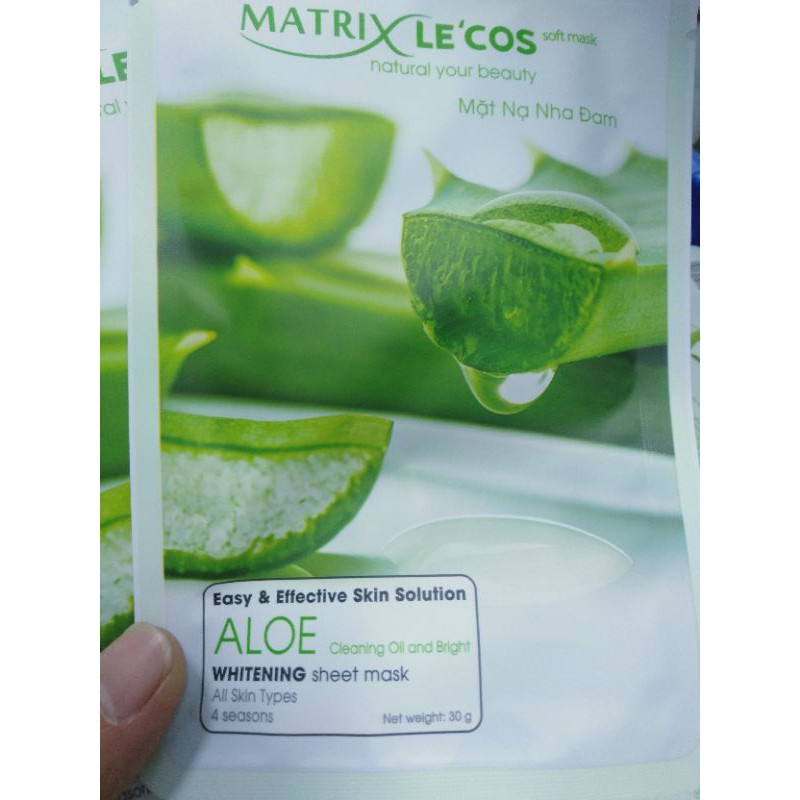 MATRIX LE'COS soft mask
natural your beauty
Mặt Nạ Nha Đam
Easy & Effective Skin Solution
ALOE Cleaning Oil and Bright
WHITENING sheet mask
All Skin Types
4 seasons
Net weight: 30 g
LE